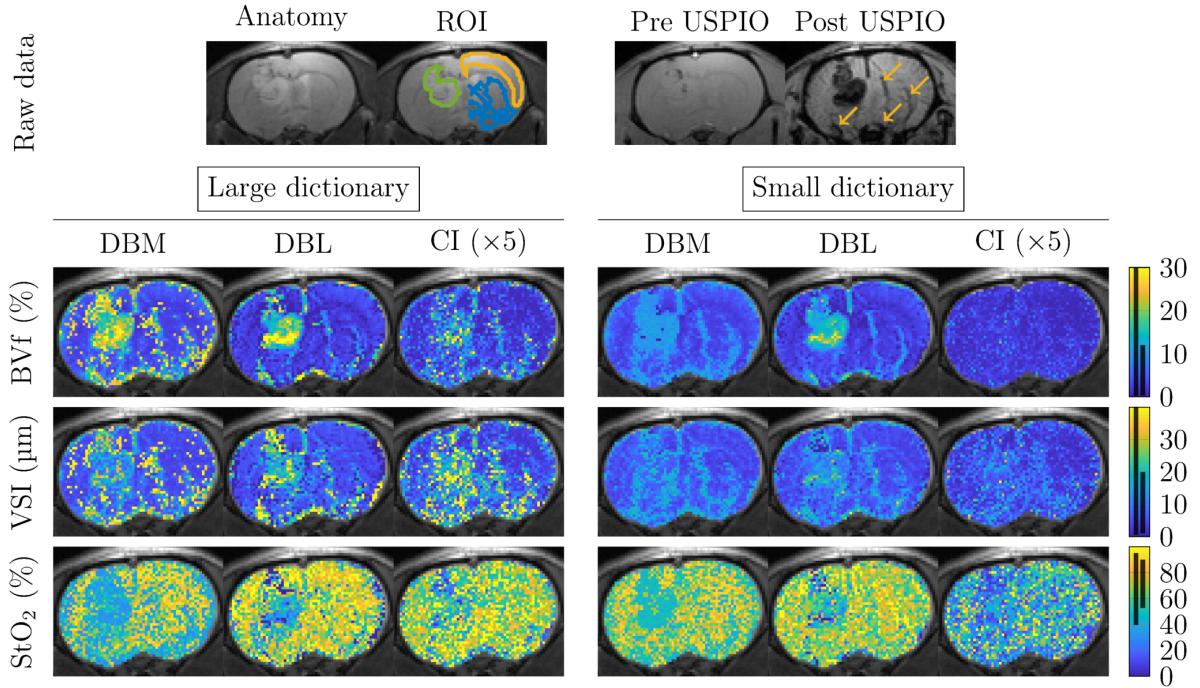 Anatomy ROI Pre USPIO Post USPIO
Raw data
Large dictionary Small dictionary
DBM DBL CI (×5) DBM DBL CI (×5)
BVf (%)
30
20
10
0
VSI (µm)
30
20
10
0
StO₂ (%)
80
60
40
20
0